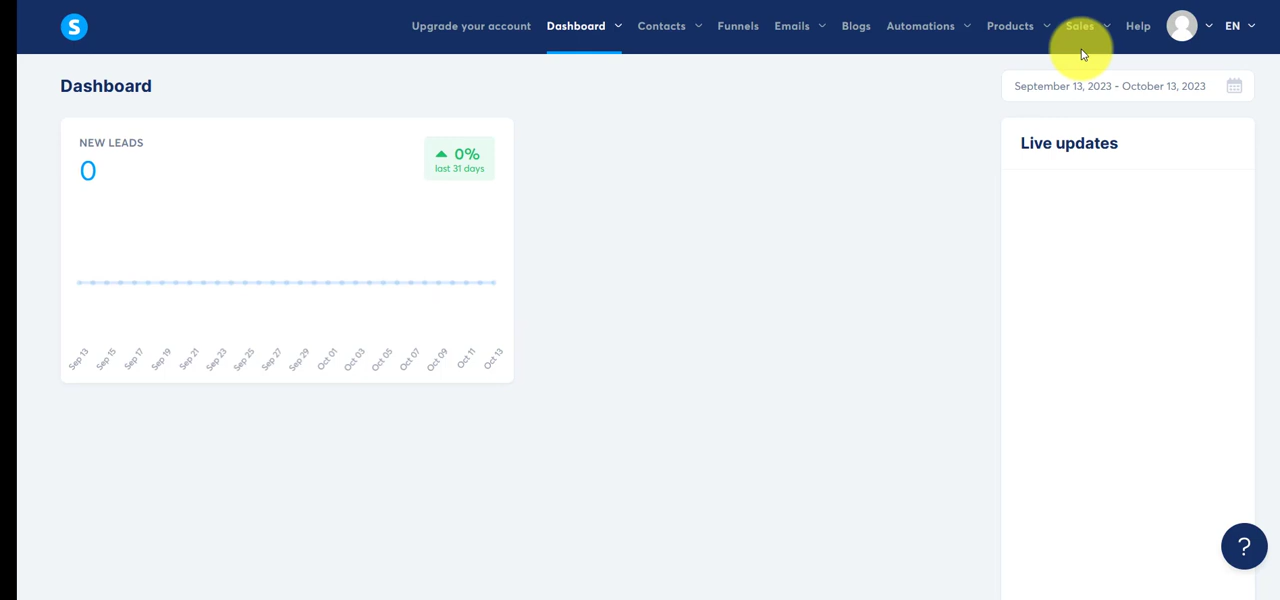 S
Upgrade your account Dashboard Contacts Funnels Emails Blogs Automations Products Sales Help EN
Dashboard
September 13, 2023 - October 13, 2023
NEW LEADS
0
0%
last 31 days
Live updates
Sep 13 Sep 15 Sep 17 Sep 19 Sep 21 Sep 23 Sep 25 Sep 27 Sep 29 Oct 01 Oct 03 Oct 05 Oct 07 Oct 09 Oct 11 Oct 13
?